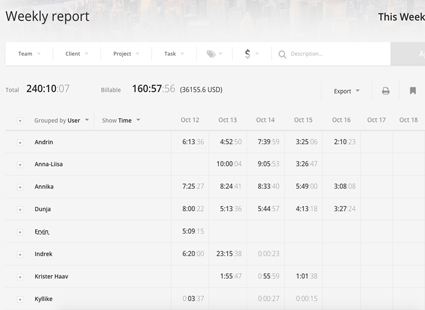 Weekly report This Week
Team Client Project Task $ Description...
Total 240:10:07 Billable 160:57:56 (36155.6 USD) Export
Grouped by User Show Time Oct 12 Oct 13 Oct 14 Oct 15 Oct 16 Oct 17 Oct 18
Andrin 6:13:36 4:52:50 7:39:59 3:25:06 2:10:23
Anna-Liisa 10:00:04 9:05:53 3:26:47
Annika 7:25:27 8:24:41 8:33:40 5:49:00 3:08:08
Dunja 8:00:22 5:13:36 5:44:57 4:13:18 3:27:24
Ervin 5:09:15
Indrek 6:20:00 23:15:38 0:00:23
Krister Haav 1:55:47 0:55:59 1:01:38
Kyllike 0:03:37 0:00:27 0:00:15